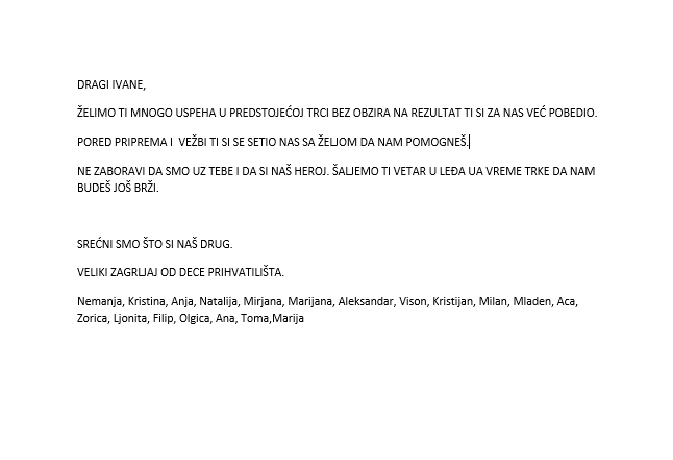 DRAGI IVANE,
ŽELIMO TI MNOGO USPEHA U PREDSTOJEĆOJ TRCI BEZ OBZIRA NA REZULTAT TI SI ZA NAS VEĆ POBEDIO.
PORED PRIPREMA I  VEŽBI TI SI SE SETIO NAS SA ŽELJOM DA NAM POMOGNEŠ.
NE ZABORAVI DA SMO UZ TEBE I DA SI NAŠ HEROJ. ŠALJEMO TI VETAR U LEĐA UA VREME TRKE DA NAM
BUDEŠ JOŠ BRŽI.
SREĆNI SMO ŠTO SI NAŠ DRUG.
VELIKI ZAGRLJAJ OD DECE PRIHVATILIŠTA.
Nemanja, Kristina, Anja, Natalija, Mirjana, Marijana, Aleksandar, Vison, Kristijan, Milan, Mladen, Aca,
Zorica, Ljonita, Filip, Olgica, Ana, Toma,Marija